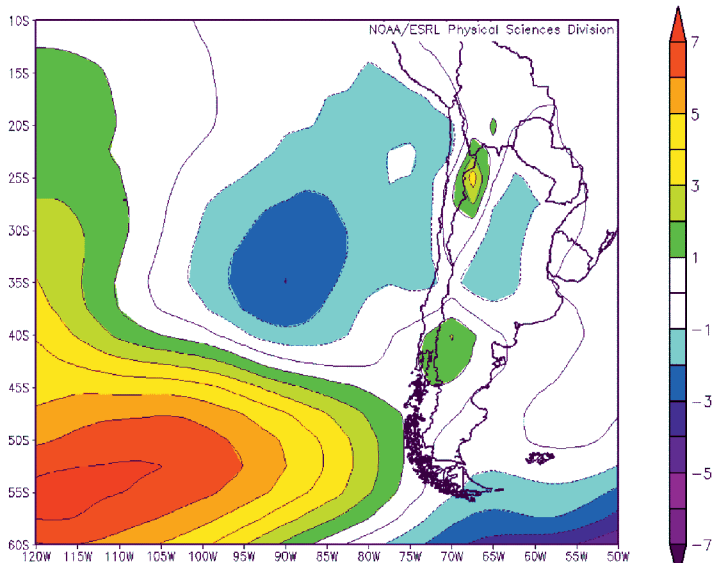 NOAA/ESRL Physical Sciences Division
10S
15S
20S
25S
30S
35S
40S
45S
50S
55S
60S
120W 115W 110W 105W 100W 95W 90W 85W 80W 75W 70W 65W 60W 55W 50W
7
5
3
1
-1
-3
-5
-7